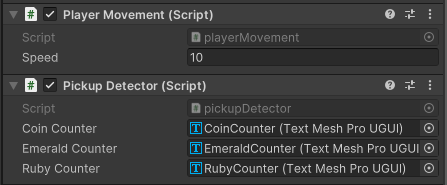 Player Movement (Script)
Script playerMovement
Speed 10
Pickup Detector (Script)
Script pickupDetector
Coin Counter CoinCounter (Text Mesh Pro UGUI)
Emerald Counter EmeraldCounter (Text Mesh Pro UGUI
Ruby Counter RubyCounter (Text Mesh Pro UGUI)